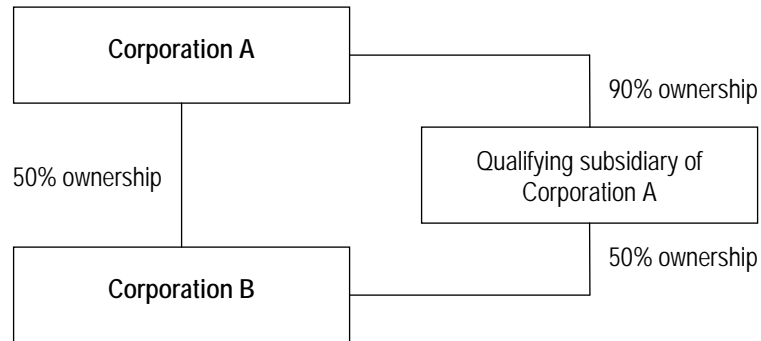 Corporation A
90% ownership
Qualifying subsidiary of
Corporation A
50% ownership
50% ownership
Corporation B